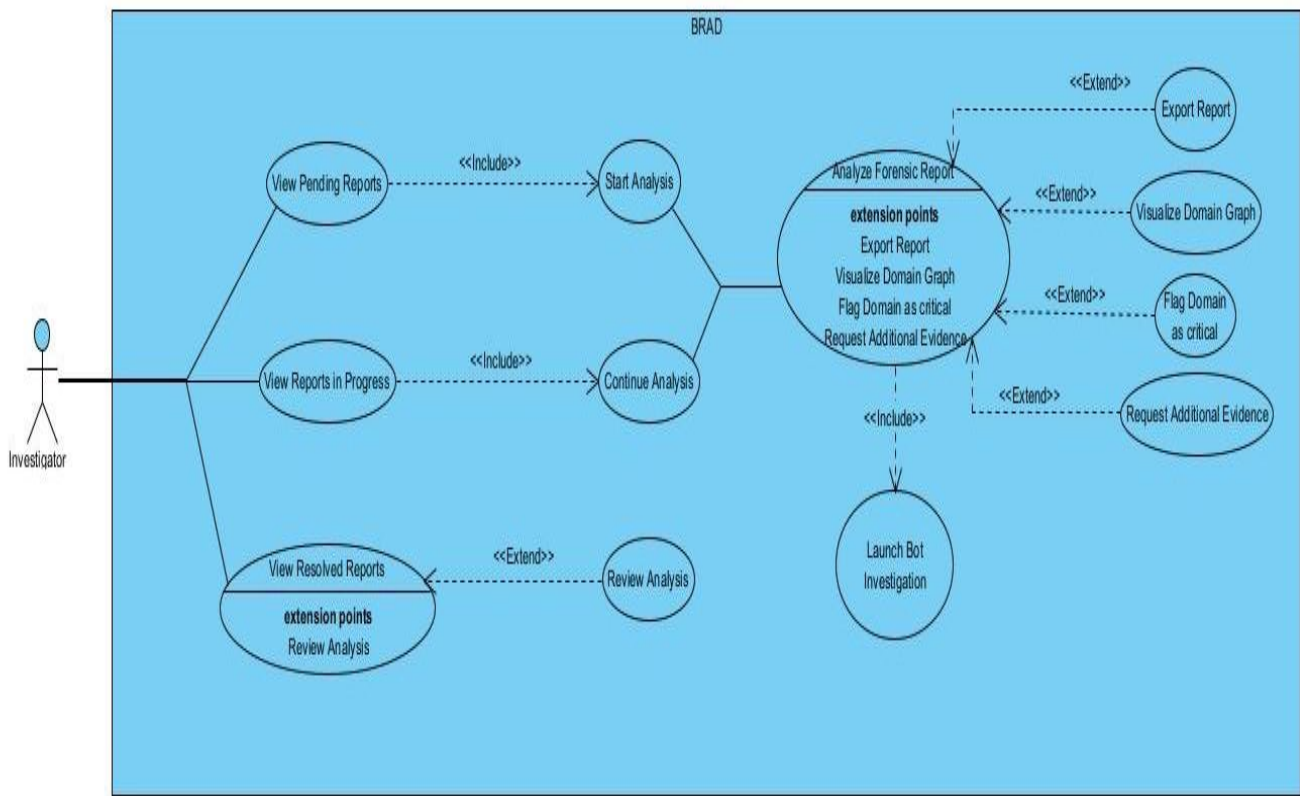 BRAD
<<Extend>>
Export Report
<<Include>>
View Pending Reports
Start Analysis
Analyze Forensic Report
extension points
Export Report
Visualize Domain Graph
Flag Domain as critical
Request Additional Evidence
<<Extend>>
Visualize Domain Graph
<<Extend>>
Flag Domain
as critical
<<Include>>
View Reports in Progress
Continue Analysis
<<Extend>>
Request Additional Evidence
<<Include>>
Investigator
Launch Bot
Investigation
<<Extend>>
View Resolved Reports
extension points
Review Analysis
Review Analysis